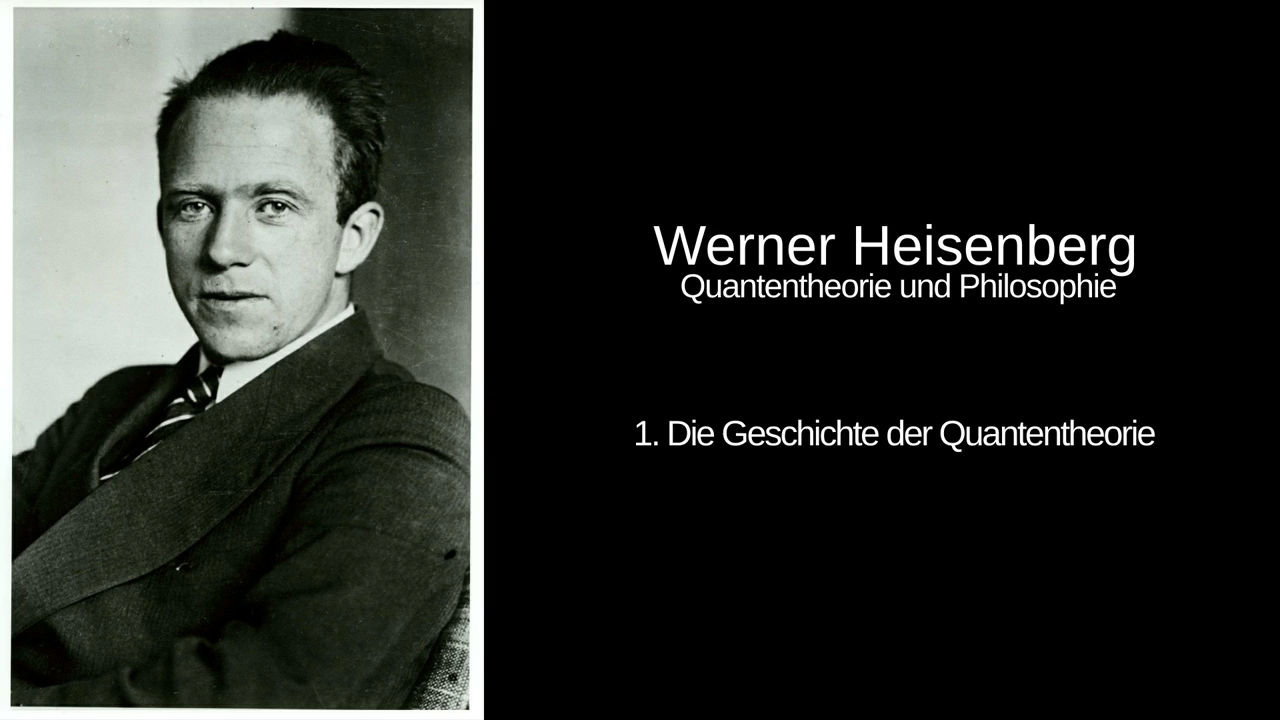 Werner Heisenberg
Quantentheorie und Philosophie
1. Die Geschichte der Quantentheorie